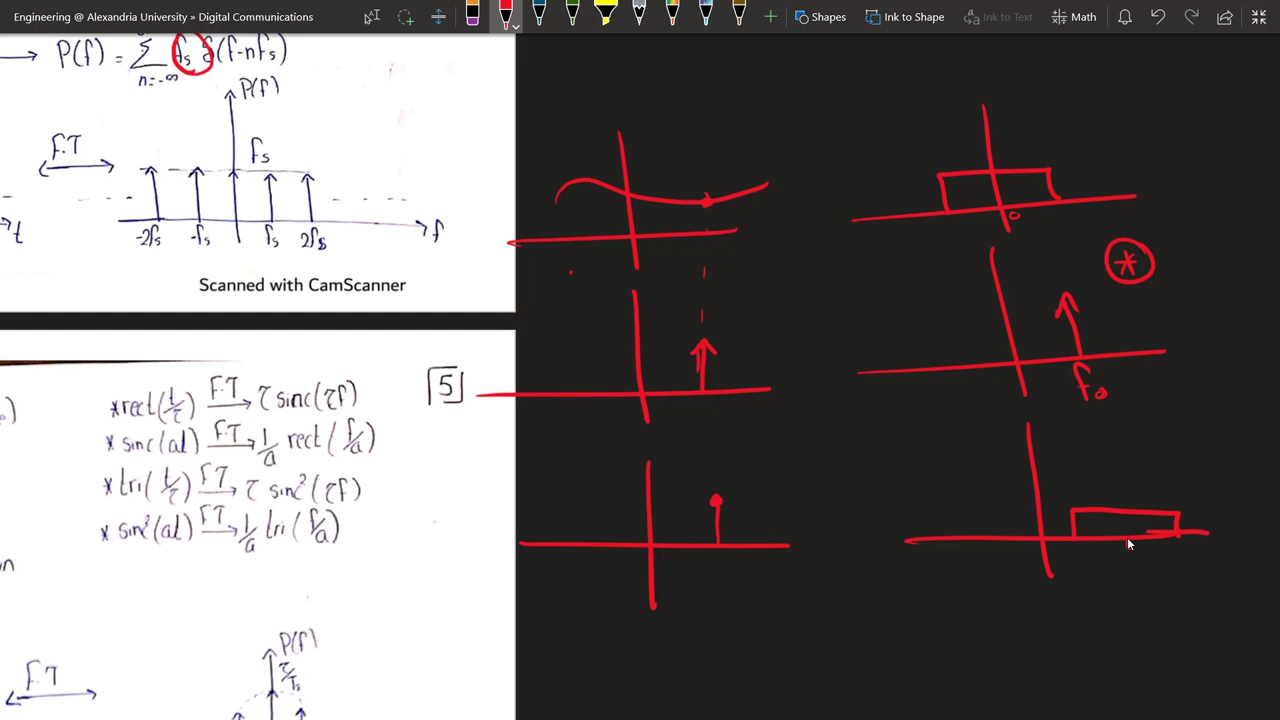 Engineering @ Alexandria University » Digital Communications
Shapes
Ink to Shape
Ink to Text
Math
P(f) = ∑ fs δ(f-nfs)
n=-∞
P(f)
F.T
fs
-2fs -fs fs 2fs
f
t
Scanned with CamScanner
5
*rect(t/τ) F.T τ sinc(τf)
* sinc(at) F.T 1/a rect (f/a)
* tri(t/τ) F.T τ sinc²(τf)
* sinc²(at) F.T 1/a tri(f/a)
n
P(f)
τ/Ts
F.T
o
*
fo